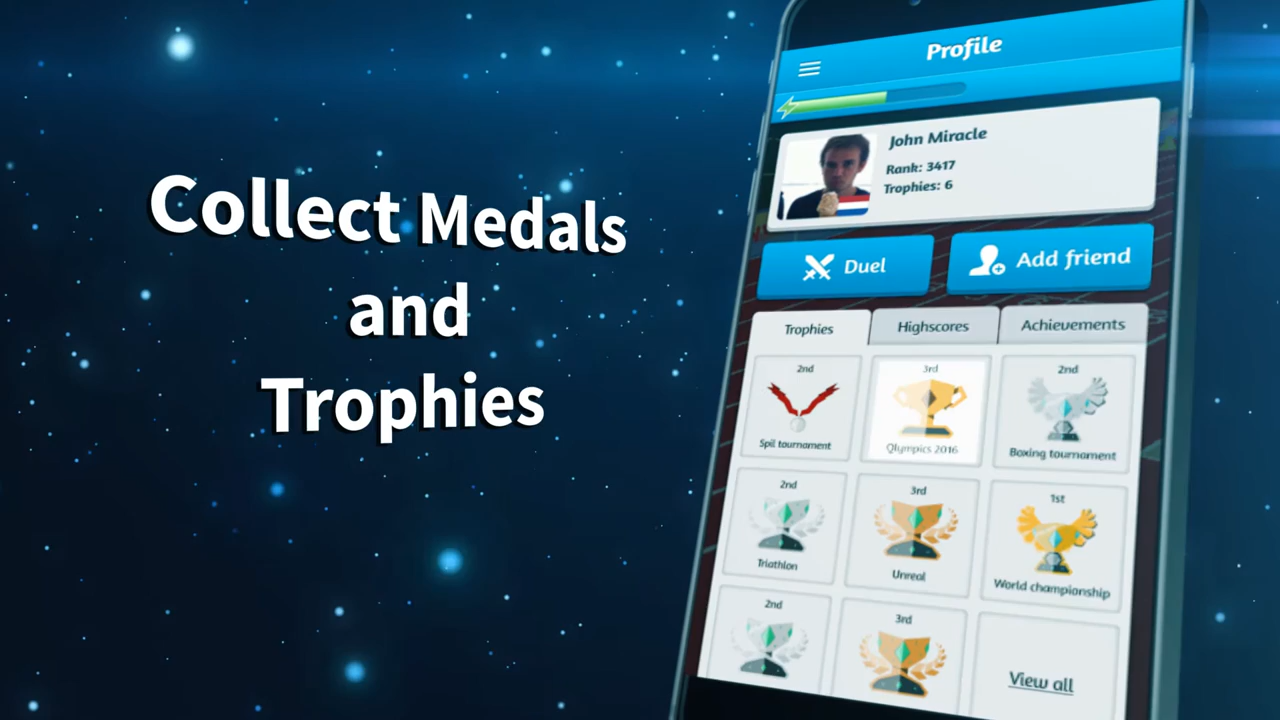 Collect Medals
and
Trophies
Profile
John Miracle
Rank: 3417
Trophies: 6
Duel
Add friend
Trophies
Highscores
Achievements
2nd
3rd
2nd
Spil tournament
Olympics 2016
Boxing tournament
2nd
3rd
1st
Triathlon
Unreal
World championship
2nd
3rd
View all